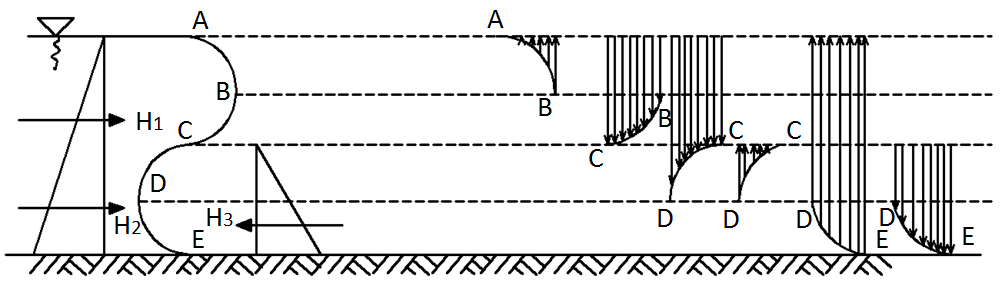 A A
B B B
H1 C C C C
D D D D D
H2 H3
E E E